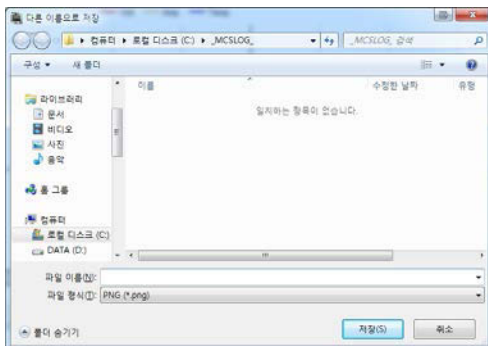 다른 이름으로 저장
컴퓨터 ▸ 로컬 디스크 (C:) ▸ _MCSLOG_
_MCSLOG_ 검색
구성 새 폴더
이름 수정한 날짜 유형
일치하는 항목이 없습니다.
라이브러리
문서
비디오
사진
음악
홈 그룹
컴퓨터
로컬 디스크 (C:)
DATA (D:)
파일 이름(N):
파일 형식(T): PNG (*.png)
폴더 숨기기
저장(S) 취소